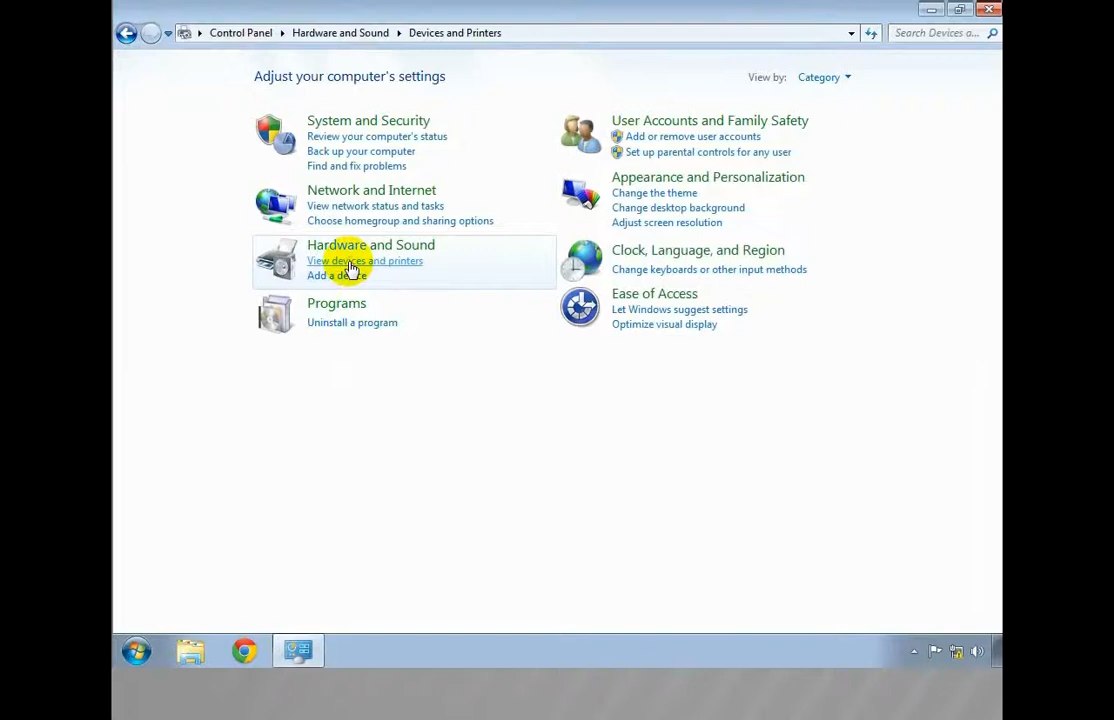 Control Panel Hardware and Sound Devices and Printers
Search Devices a...
Adjust your computer's settings
View by: Category
System and Security
Review your computer's status
Back up your computer
Find and fix problems
Network and Internet
View network status and tasks
Choose homegroup and sharing options
Hardware and Sound
View devices and printers
Add a device
Programs
Uninstall a program
User Accounts and Family Safety
Add or remove user accounts
Set up parental controls for any user
Appearance and Personalization
Change the theme
Change desktop background
Adjust screen resolution
Clock, Language, and Region
Change keyboards or other input methods
Ease of Access
Let Windows suggest settings
Optimize visual display